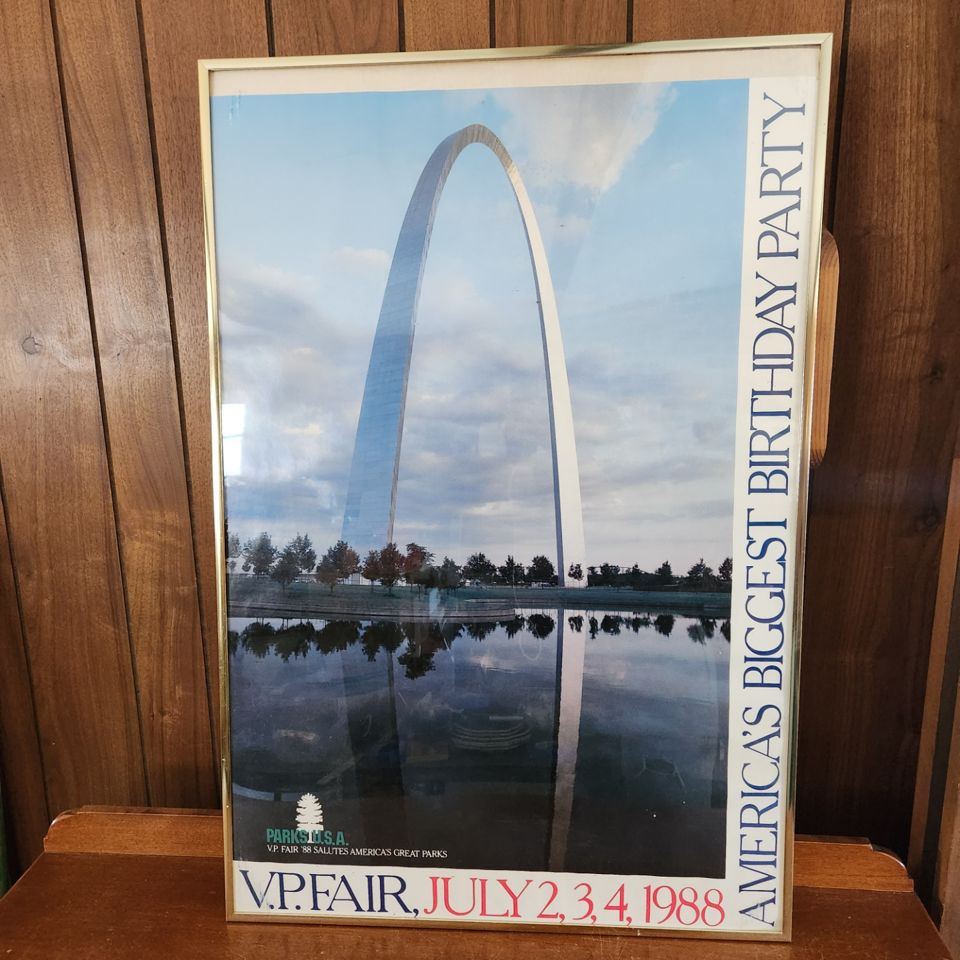 AMERICA'S BIGGEST BIRTHDAY PARTY
PARKS U.S.A.
V.P. FAIR '88 SALUTES AMERICA'S GREAT PARKS
V.P. FAIR, JULY 2, 3, 4, 1988